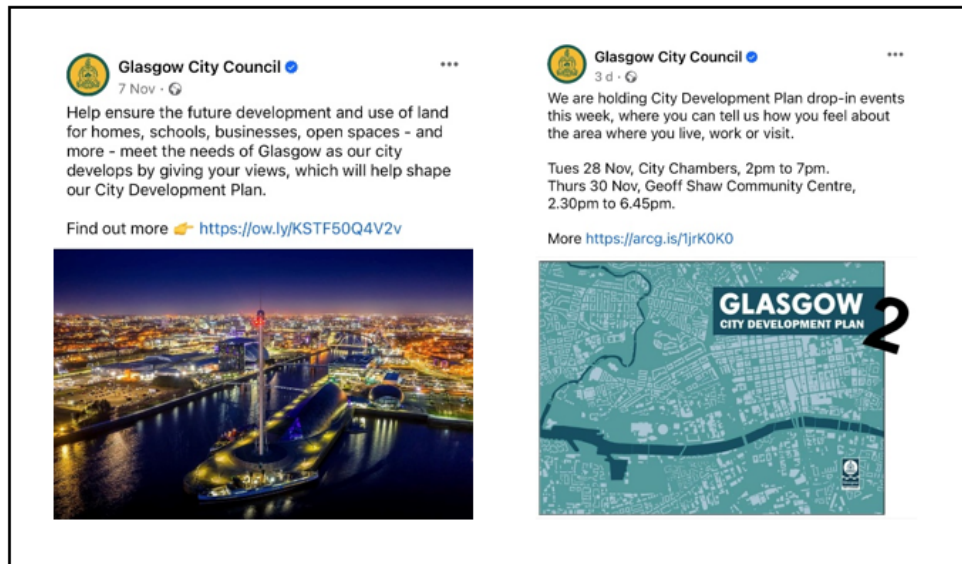 Glasgow City Council
7 Nov ·
Help ensure the future development and use of land
for homes, schools, businesses, open spaces - and
more - meet the needs of Glasgow as our city
develops by giving your views, which will help shape
our City Development Plan.
Find out more 👉 https://ow.ly/KSTF50Q4V2v
Glasgow City Council
3 d ·
We are holding City Development Plan drop-in events
this week, where you can tell us how you feel about
the area where you live, work or visit.
Tues 28 Nov, City Chambers, 2pm to 7pm.
Thurs 30 Nov, Geoff Shaw Community Centre,
2.30pm to 6.45pm.
More https://arcg.is/1jrK0K0
GLASGOW
CITY DEVELOPMENT PLAN
2